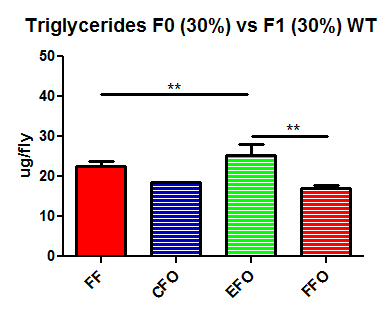 Triglycerides F0 (30%) vs F1 (30%) WT
50
40
30
20
10
0
ug/fly
**
**
FF
CFO
EFO
FFO